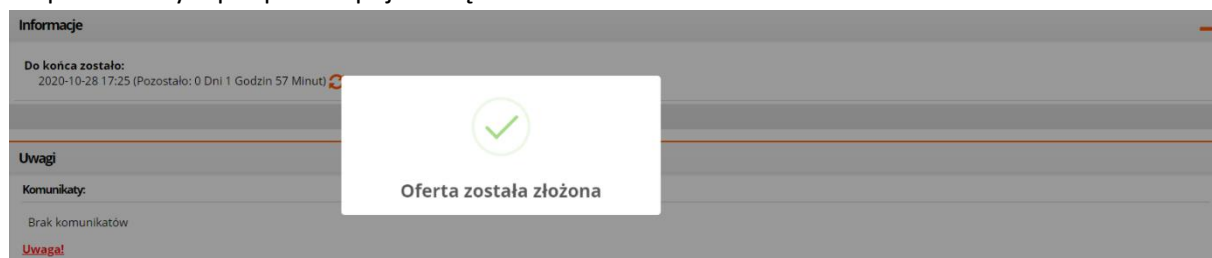 Informacje
Do końca zostało:
2020-10-28 17:25 (Pozostało: 0 Dni 1 Godzin 57 Minut)
Oferta została złożona
Uwagi
Komunikaty:
Brak komunikatów
Uwaga!